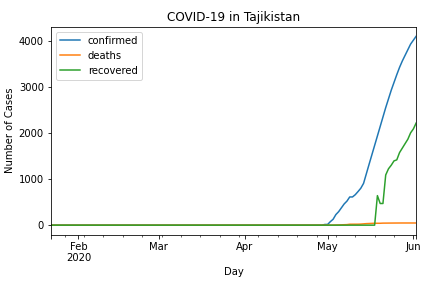 COVID-19 in Tajikistan
confirmed
deaths
recovered
4000
3000
2000
1000
0
Number of Cases
Feb Mar Apr May Jun
2020
Day